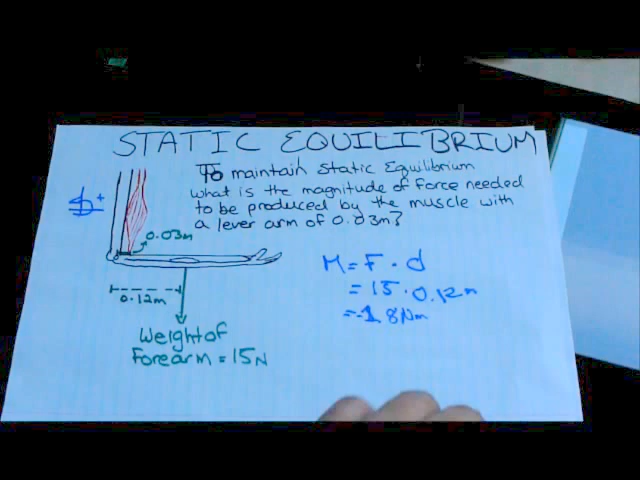 STATIC EQUILIBRIUM
To maintain Static Equilibrium
what is the magnitude of force needed
to be produced by the muscle with
a lever arm of 0.03m?
+
0.03m
0.12m
Weight of
Forearm = 15N
M = F · d
= 15 · 0.12m
= -1.8Nm